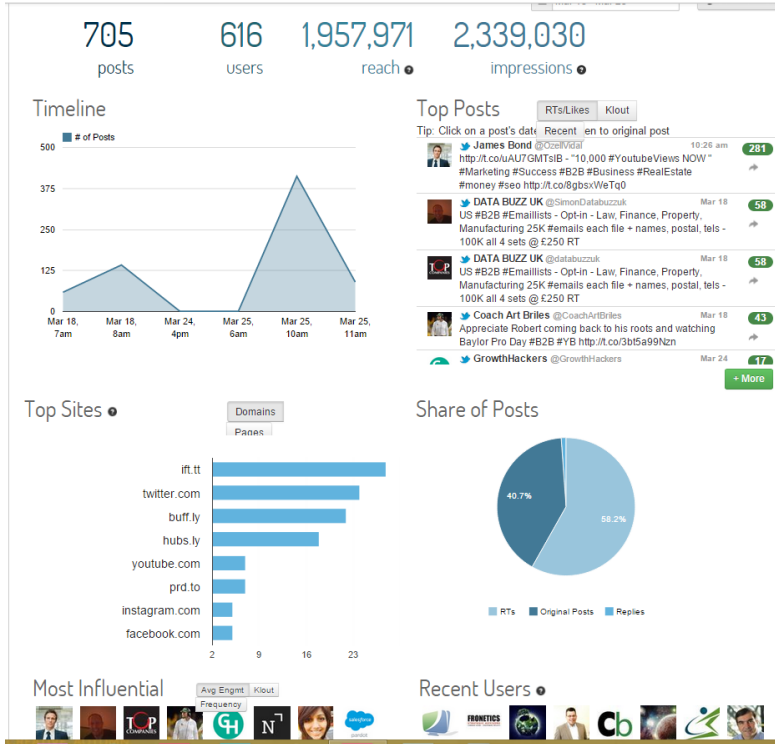 705 616 1,957,971 2,339,030
posts users reach impressions
Timeline
# of Posts
500
375
250
125
0
Mar 18, 7am
Mar 18, 8am
Mar 24, 4pm
Mar 25, 6am
Mar 25, 10am
Mar 25, 11am
Top Posts RTs/Likes Klout
Tip: Click on a post's date Recent en to original post
James Bond @OzellVidal 10:26 am 281
http://t.co/uAU7GMTsIB - "10,000 #YoutubeViews NOW "
#Marketing #Success #B2B #Business #RealEstate
#money #seo http://t.co/8gbsxWeTq0
DATA BUZZ UK @SimonDatabuzzuk Mar 18 58
US #B2B #Emaillists - Opt-in - Law, Finance, Property,
Manufacturing 25K #emails each file + names, postal, tels -
100K all 4 sets @ £250 RT
DATA BUZZ UK @databuzzuk Mar 18 58
US #B2B #Emaillists - Opt-in - Law, Finance, Property,
Manufacturing 25K #emails each file + names, postal, tels -
100K all 4 sets @ £250 RT
Coach Art Briles @CoachArtBriles Mar 18 43
Appreciate Robert coming back to his roots and watching
Baylor Pro Day #B2B #YB http://t.co/3bt5a99Nzn
GrowthHackers @GrowthHackers Mar 24 17
+ More
Top Sites Domains
Pages
ift.tt
twitter.com
buff.ly
hubs.ly
youtube.com
prd.to
instagram.com
facebook.com
2 9 16 23
Share of Posts
40.7%
58.2%
RTs Original Posts Replies
Most Influential Avg Engmt Klout
Frequency
TOP COMPANIES
GH
N
salesforce
Recent Users
FRONETICS
Cb